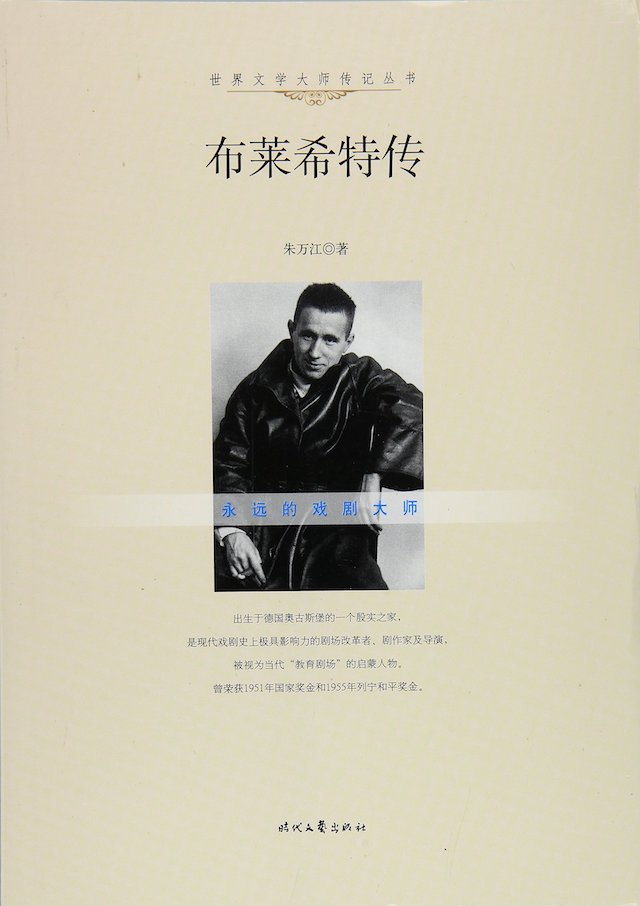 世界文学大师传记丛书
布莱希特传
朱万江◎著
永远的戏剧大师
出生于德国奥古斯堡的一个殷实之家，
是现代戏剧史上极具影响力的剧场改革者、剧作家及导演，
被视为当代“教育剧场”的启蒙人物。
曾荣获1951年国家奖金和1955年列宁和平奖金。
时代文艺出版社